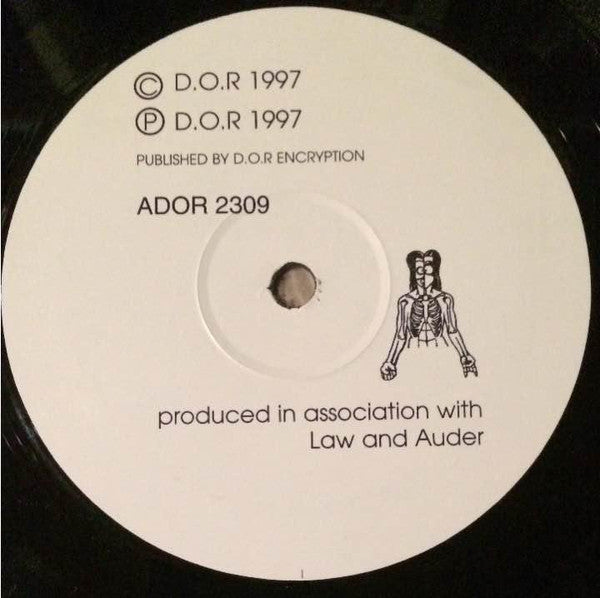 © D.O.R 1997
℗ D.O.R 1997
PUBLISHED BY D.O.R ENCRYPTION
ADOR 2309
produced in association with
Law and Auder